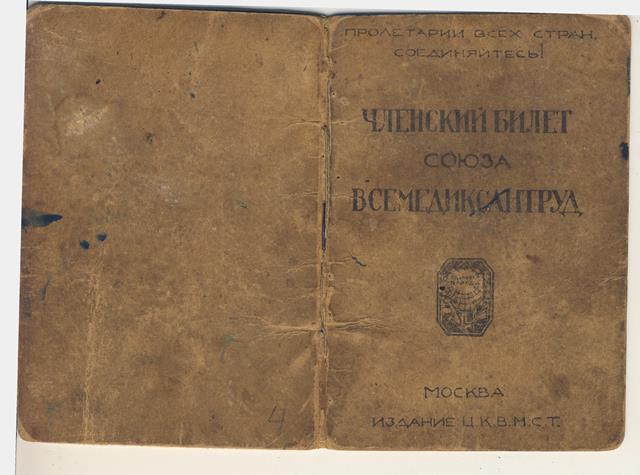 ПРОЛЕТАРИИ ВСЕХ СТРАН,
СОЕДИНЯЙТЕСЬ!
ЧЛЕНСКИЙ БИЛЕТ
СОЮЗА
ВСЕМЕДИКСАНТРУД
МОСКВА
ИЗДАНИЕ Ц.К.В.М.С.Т.
4